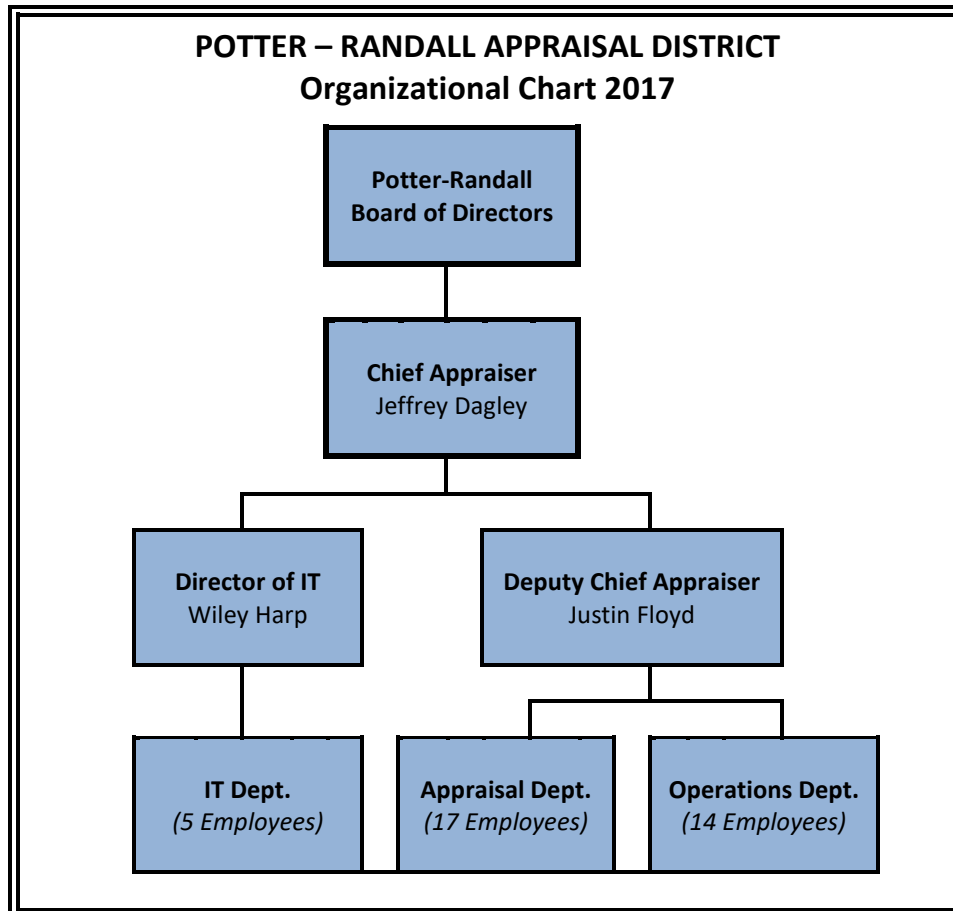 POTTER – RANDALL APPRAISAL DISTRICT
Organizational Chart 2017
Potter-Randall
Board of Directors
Chief Appraiser
Jeffrey Dagley
Director of IT
Wiley Harp
Deputy Chief Appraiser
Justin Floyd
IT Dept.
(5 Employees)
Appraisal Dept.
(17 Employees)
Operations Dept.
(14 Employees)